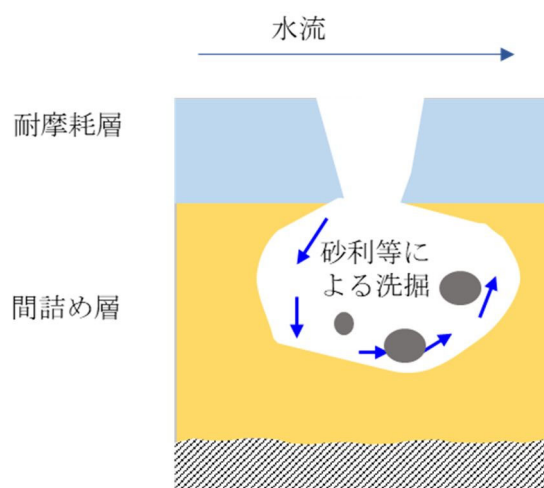 水流
耐摩耗層
砂利等に
よる洗掘
間詰め層